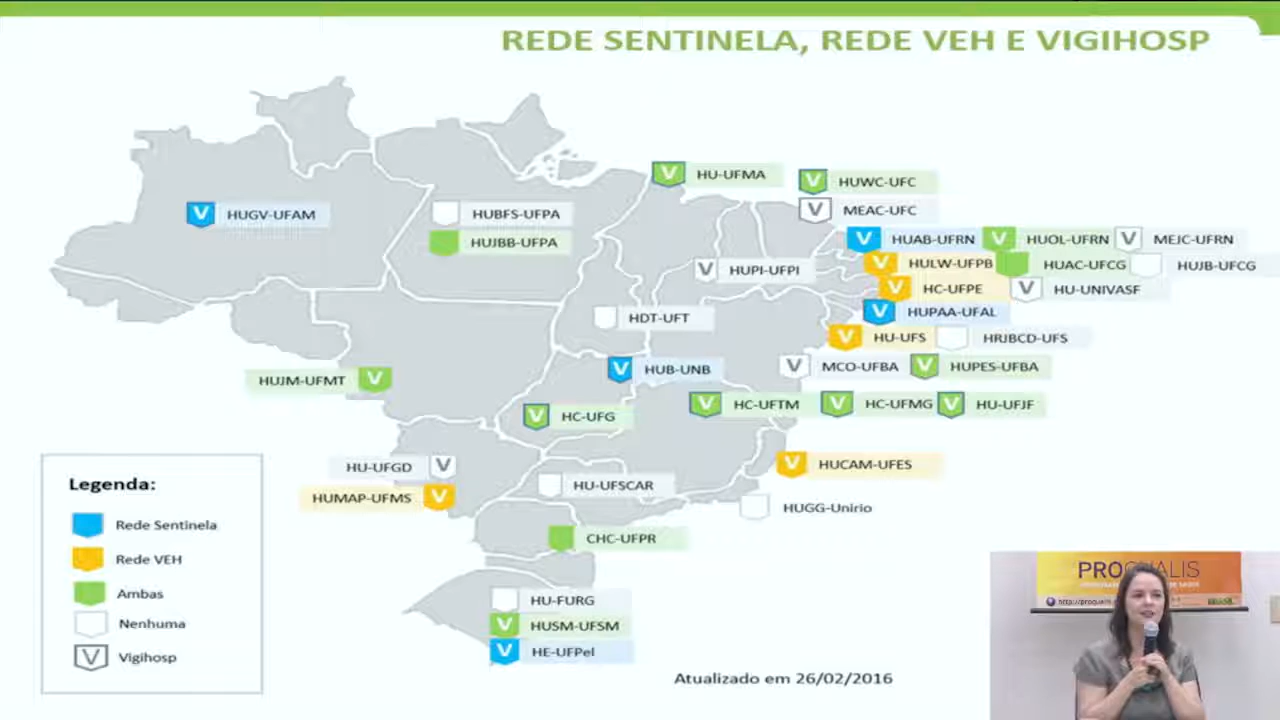 REDE SENTINELA, REDE VEH E VIGIHOSP
V HU-UFMA
V HUWC-UFC
V HUGV-UFAM
HUBFS-UFPA
V MEAC-UFC
HUJBB-UFPA
V HUAB-UFRN V HUOL-UFRN V MEJC-UFRN
V HUPI-UFPI
V HULW-UFPB HUAC-UFCG HUJB-UFCG
V HC-UFPE V HU-UNIVASF
HDT-UFT
V HUPAA-UFAL
V HU-UFS HRJBCD-UFS
V HUB-UNB
V MCO-UFBA V HUPES-UFBA
HUJM-UFMT V
V HC-UFG
V HC-UFTM V HC-UFMG V HU-UFJF
HU-UFGD V
V HUCAM-UFES
HUMAP-UFMS V
HU-UFSCAR
HUGG-Unirio
CHC-UFPR
HU-FURG
V HUSM-UFSM
V HE-UFPel
Legenda:
Rede Sentinela
Rede VEH
Ambas
Nenhuma
V Vigihosp
Atualizado em 26/02/2016
PROQUALIS